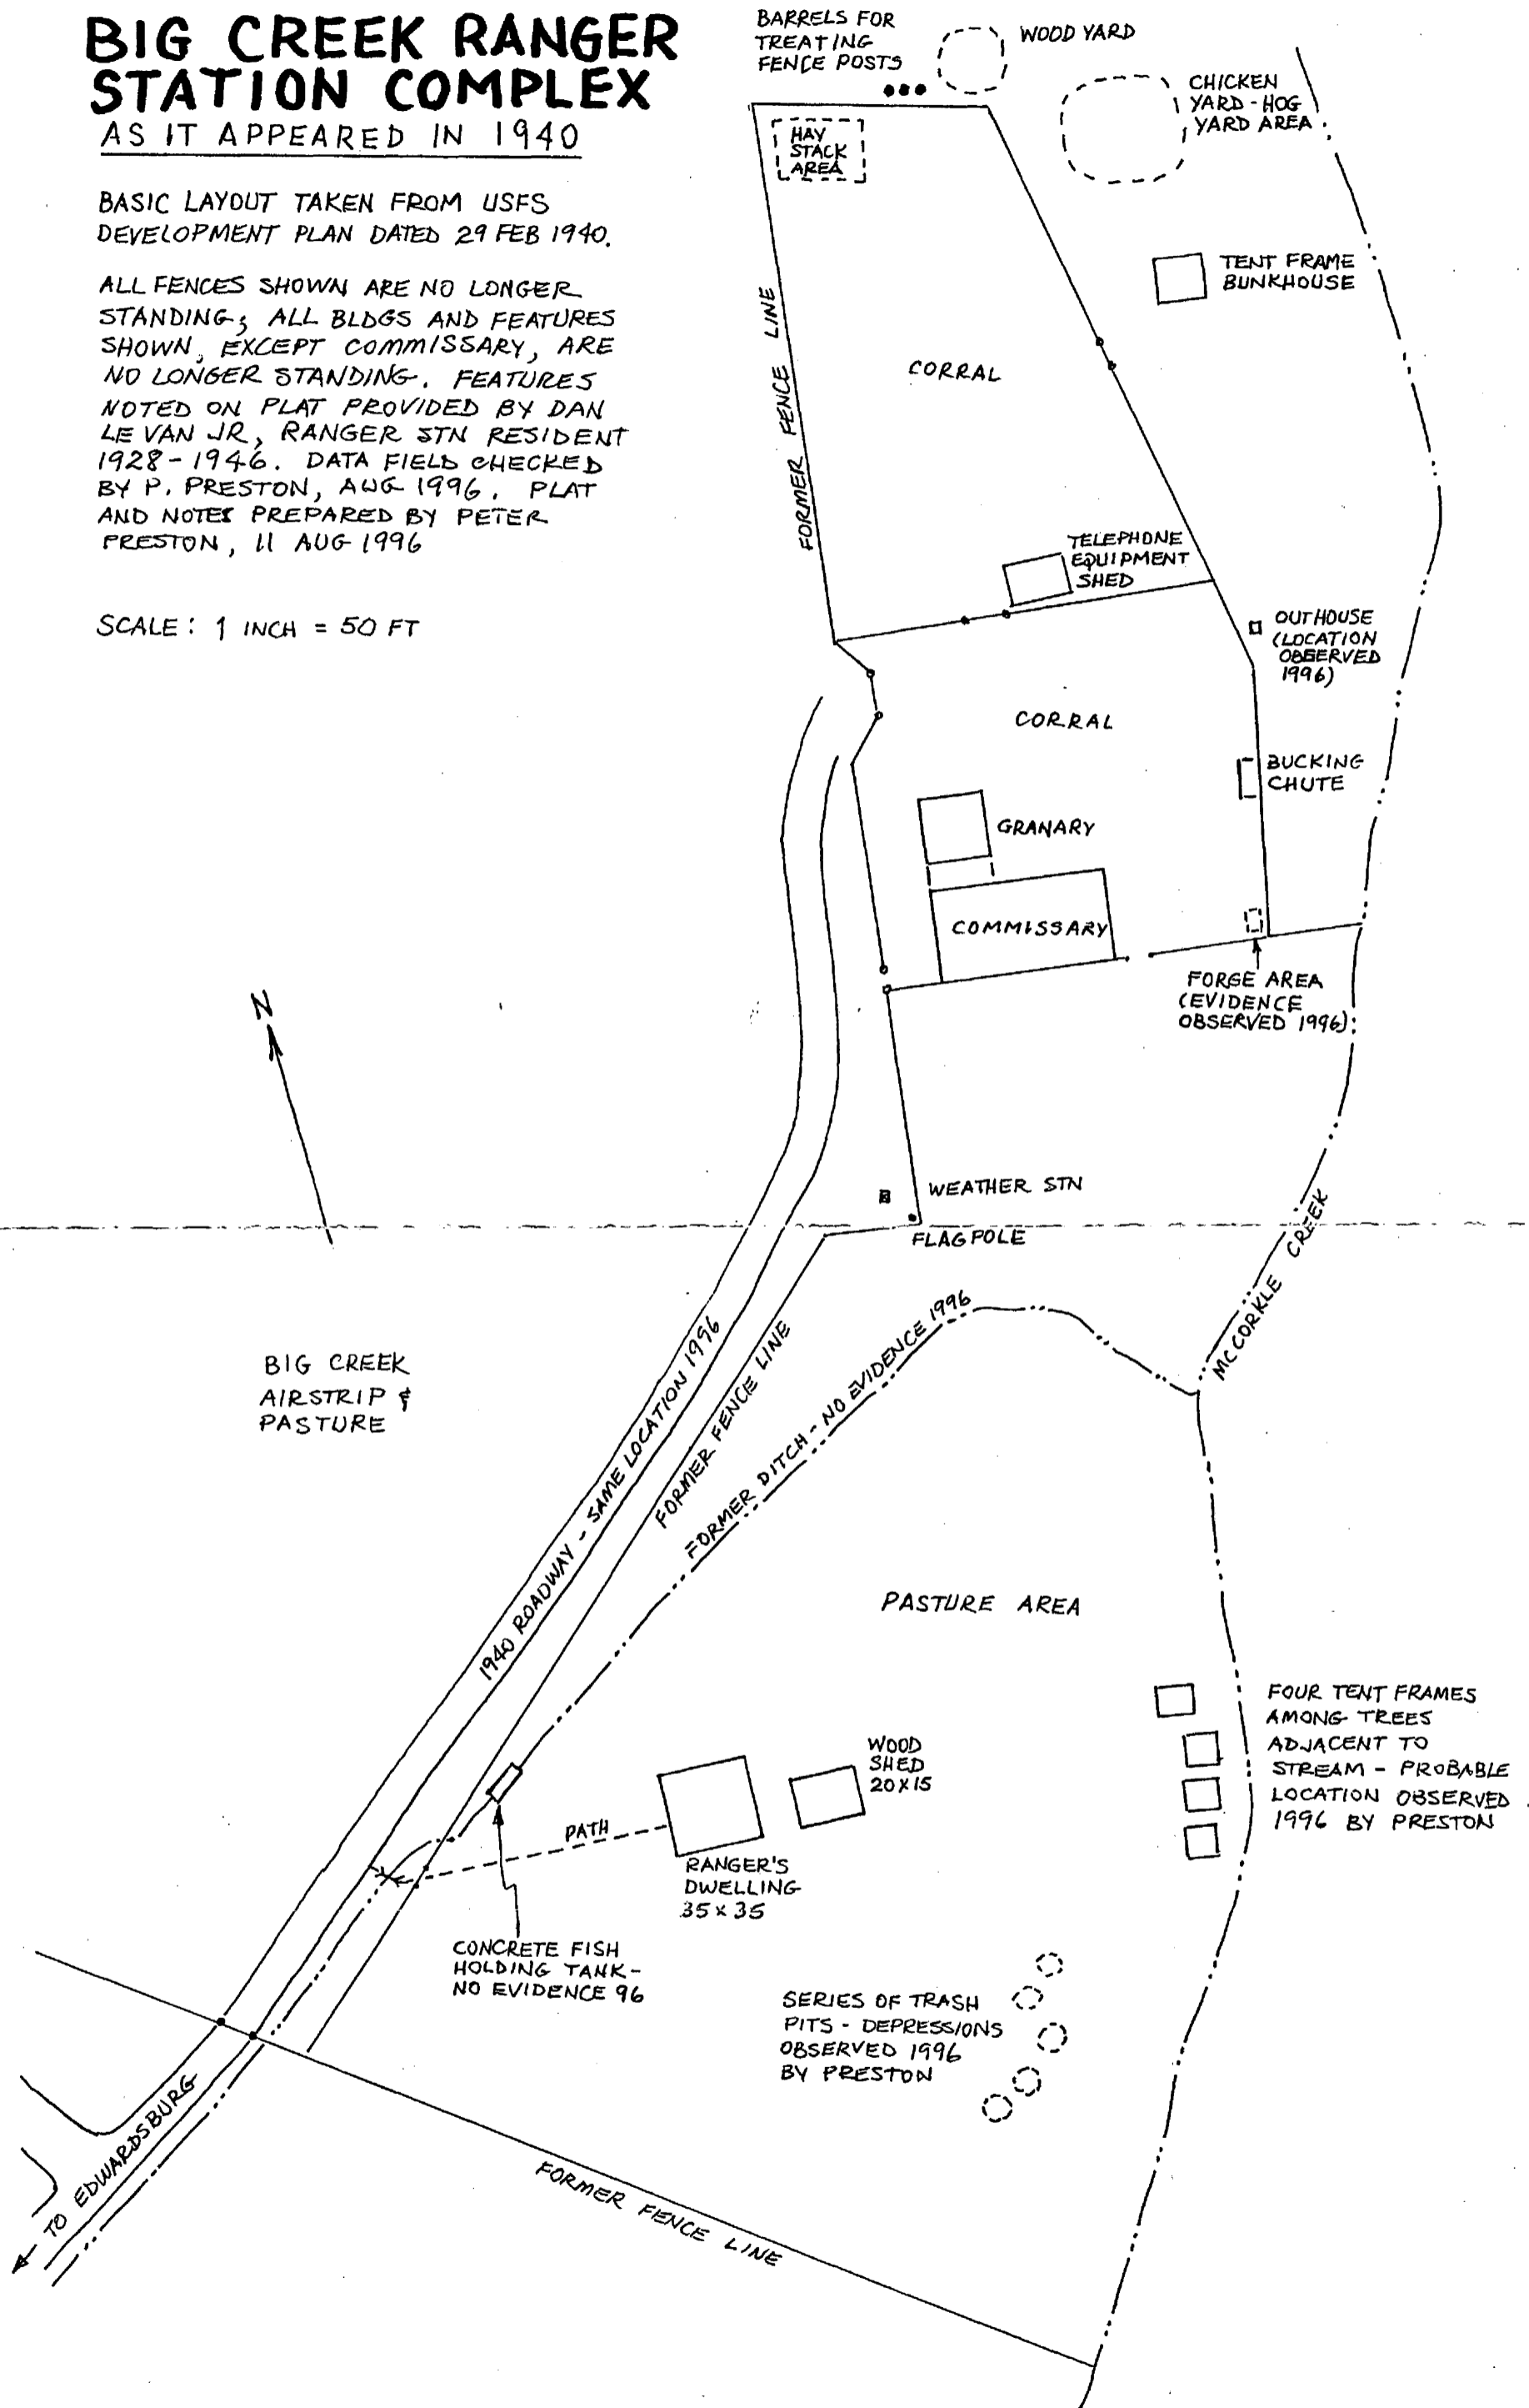 BIG CREEK RANGER
STATION COMPLEX
AS IT APPEARED IN 1940
BASIC LAYOUT TAKEN FROM USFS
DEVELOPMENT PLAN DATED 29 FEB 1940.
ALL FENCES SHOWN ARE NO LONGER
STANDING; ALL BLDGS AND FEATURES
SHOWN, EXCEPT COMMISSARY, ARE
NO LONGER STANDING. FEATURES
NOTED ON PLAT PROVIDED BY DAN
LE VAN JR, RANGER STN RESIDENT
1928-1946. DATA FIELD CHECKED
BY P. PRESTON, AUG 1996. PLAT
AND NOTES PREPARED BY PETER
PRESTON, 11 AUG 1996
SCALE: 1 INCH = 50 FT
BARRELS FOR
TREATING
FENCE POSTS
WOOD YARD
CHICKEN
YARD - HOG
YARD AREA
HAY
STACK
AREA
TENT FRAME
BUNKHOUSE
FORMER FENCE LINE
CORRAL
TELEPHONE
EQUIPMENT
SHED
OUTHOUSE
(LOCATION
OBSERVED
1996)
CORRAL
BUCKING
CHUTE
GRANARY
COMMISSARY
FORGE AREA
(EVIDENCE
OBSERVED 1996)
N
WEATHER STN
FLAGPOLE
MCCORKLE CREEK
BIG CREEK
AIRSTRIP &
PASTURE
1940 ROADWAY - SAME LOCATION 1996
FORMER FENCE LINE
FORMER DITCH - NO EVIDENCE 1996
PASTURE AREA
FOUR TENT FRAMES
AMONG TREES
ADJACENT TO
STREAM - PROBABLE
LOCATION OBSERVED
1996 BY PRESTON
WOOD
SHED
20X15
PATH
RANGER'S
DWELLING
35 X 35
CONCRETE FISH
HOLDING TANK-
NO EVIDENCE 96
SERIES OF TRASH
PITS - DEPRESSIONS
OBSERVED 1996
BY PRESTON
TO EDWARDSBURG
FORMER FENCE LINE